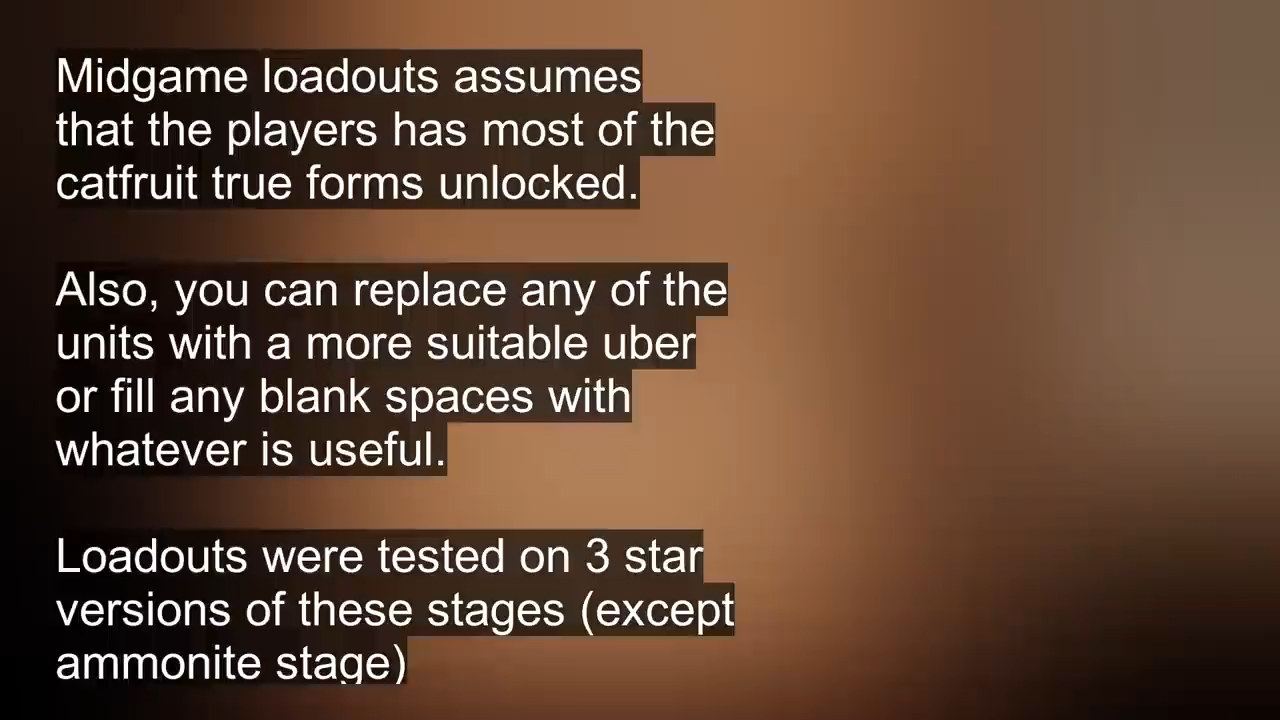 Midgame loadouts assumes
that the players has most of the
catfruit true forms unlocked.
Also, you can replace any of the
units with a more suitable uber
or fill any blank spaces with
whatever is useful.
Loadouts were tested on 3 star
versions of these stages (except
ammonite stage)